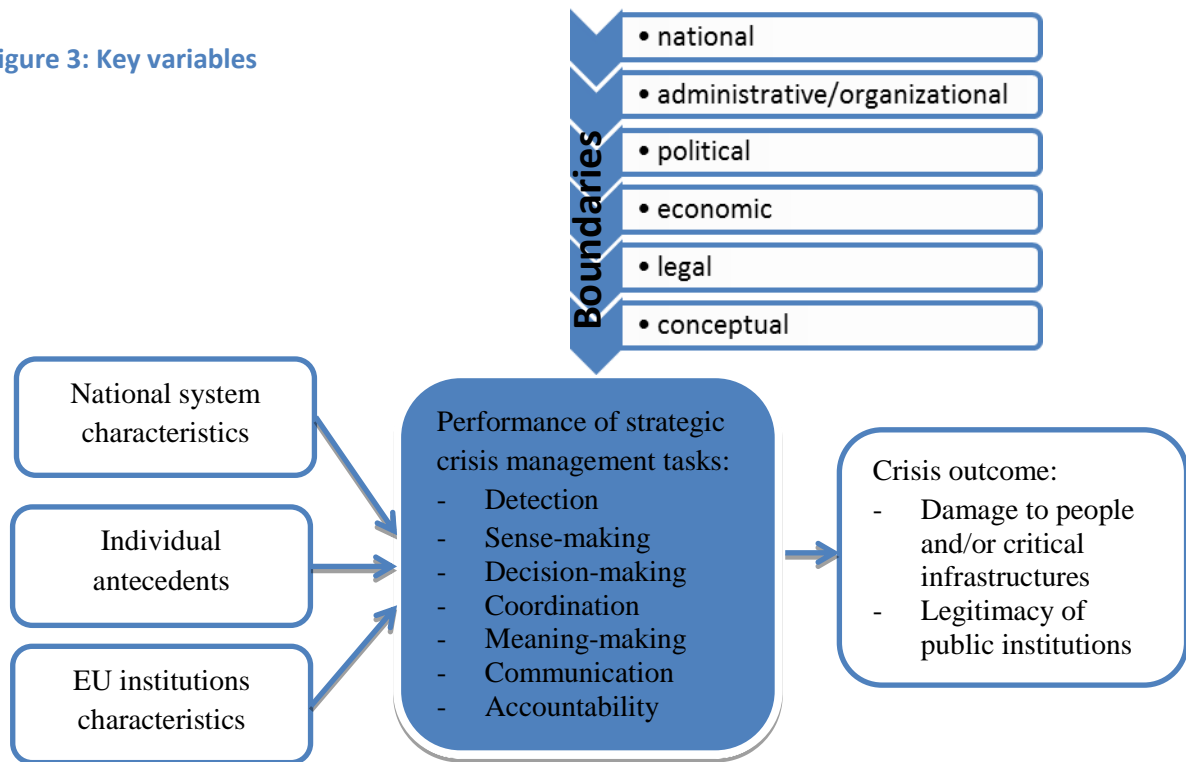 igure 3: Key variables
Boundaries
• national
• administrative/organizational
• political
• economic
• legal
• conceptual
National system
characteristics
Individual
antecedents
EU institutions
characteristics
Performance of strategic
crisis management tasks:
- Detection
- Sense-making
- Decision-making
- Coordination
- Meaning-making
- Communication
- Accountability
Crisis outcome:
- Damage to people
and/or critical
infrastructures
- Legitimacy of
public institutions